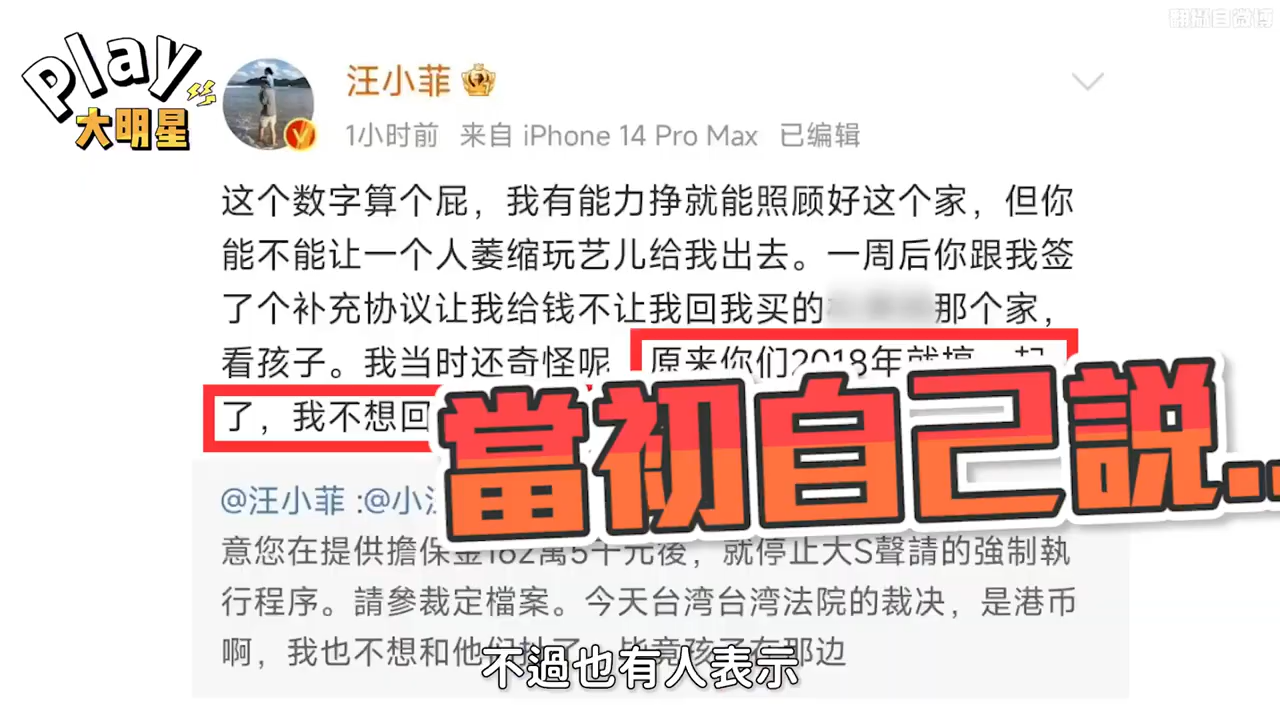 翻攝自微博
Play
大明星
汪小菲
1小时前 来自 iPhone 14 Pro Max 已编辑
这个数字算个屁，我有能力挣就能照顾好这个家，但你
能不能让一个人萎缩玩艺儿给我出去。一周后你跟我签
了个补充协议让我给钱不让我回我买的 那个家，
看孩子。我当时还奇怪呢，原来你们2018年就搞一起
了，我不想回
當初自己説...
@汪小菲 :@小
意您在提供擔保金162萬5千元後，就停止大S聲請的強制執
行程序。請參裁定檔案。今天台湾台湾法院的裁决，是港币
啊，我也不想和他们 了 毕竟孩子在那边
不過也有人表示